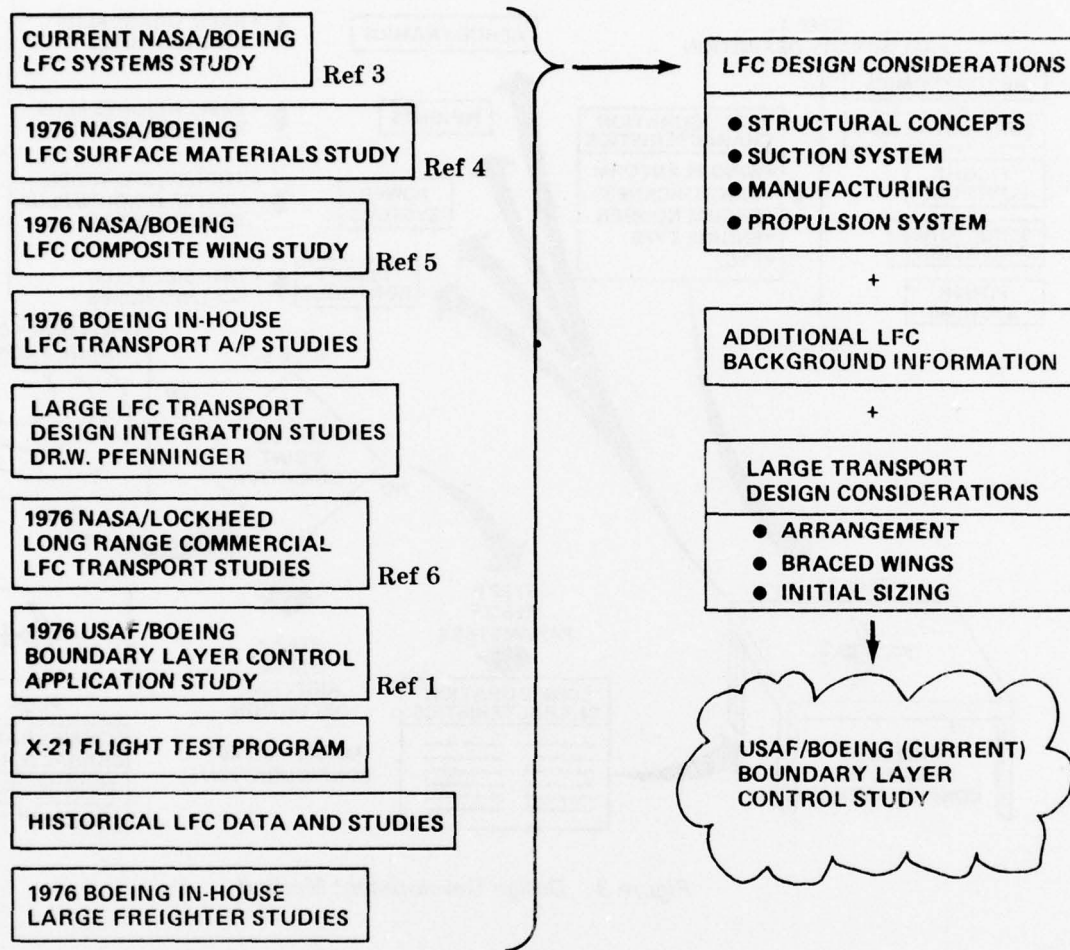 CURRENT NASA/BOEING
LFC SYSTEMS STUDY
Ref 3
1976 NASA/BOEING
LFC SURFACE MATERIALS STUDY
Ref 4
1976 NASA/BOEING
LFC COMPOSITE WING STUDY
Ref 5
1976 BOEING IN-HOUSE
LFC TRANSPORT A/P STUDIES
LARGE LFC TRANSPORT
DESIGN INTEGRATION STUDIES
DR.W. PFENNINGER
1976 NASA/LOCKHEED
LONG RANGE COMMERCIAL
LFC TRANSPORT STUDIES
Ref 6
1976 USAF/BOEING
BOUNDARY LAYER CONTROL
APPLICATION STUDY
Ref 1
X-21 FLIGHT TEST PROGRAM
HISTORICAL LFC DATA AND STUDIES
1976 BOEING IN-HOUSE
LARGE FREIGHTER STUDIES
LFC DESIGN CONSIDERATIONS
● STRUCTURAL CONCEPTS
● SUCTION SYSTEM
● MANUFACTURING
● PROPULSION SYSTEM
+
ADDITIONAL LFC
BACKGROUND INFORMATION
+
LARGE TRANSPORT
DESIGN CONSIDERATIONS
● ARRANGEMENT
● BRACED WINGS
● INITIAL SIZING
USAF/BOEING (CURRENT)
BOUNDARY LAYER
CONTROL STUDY